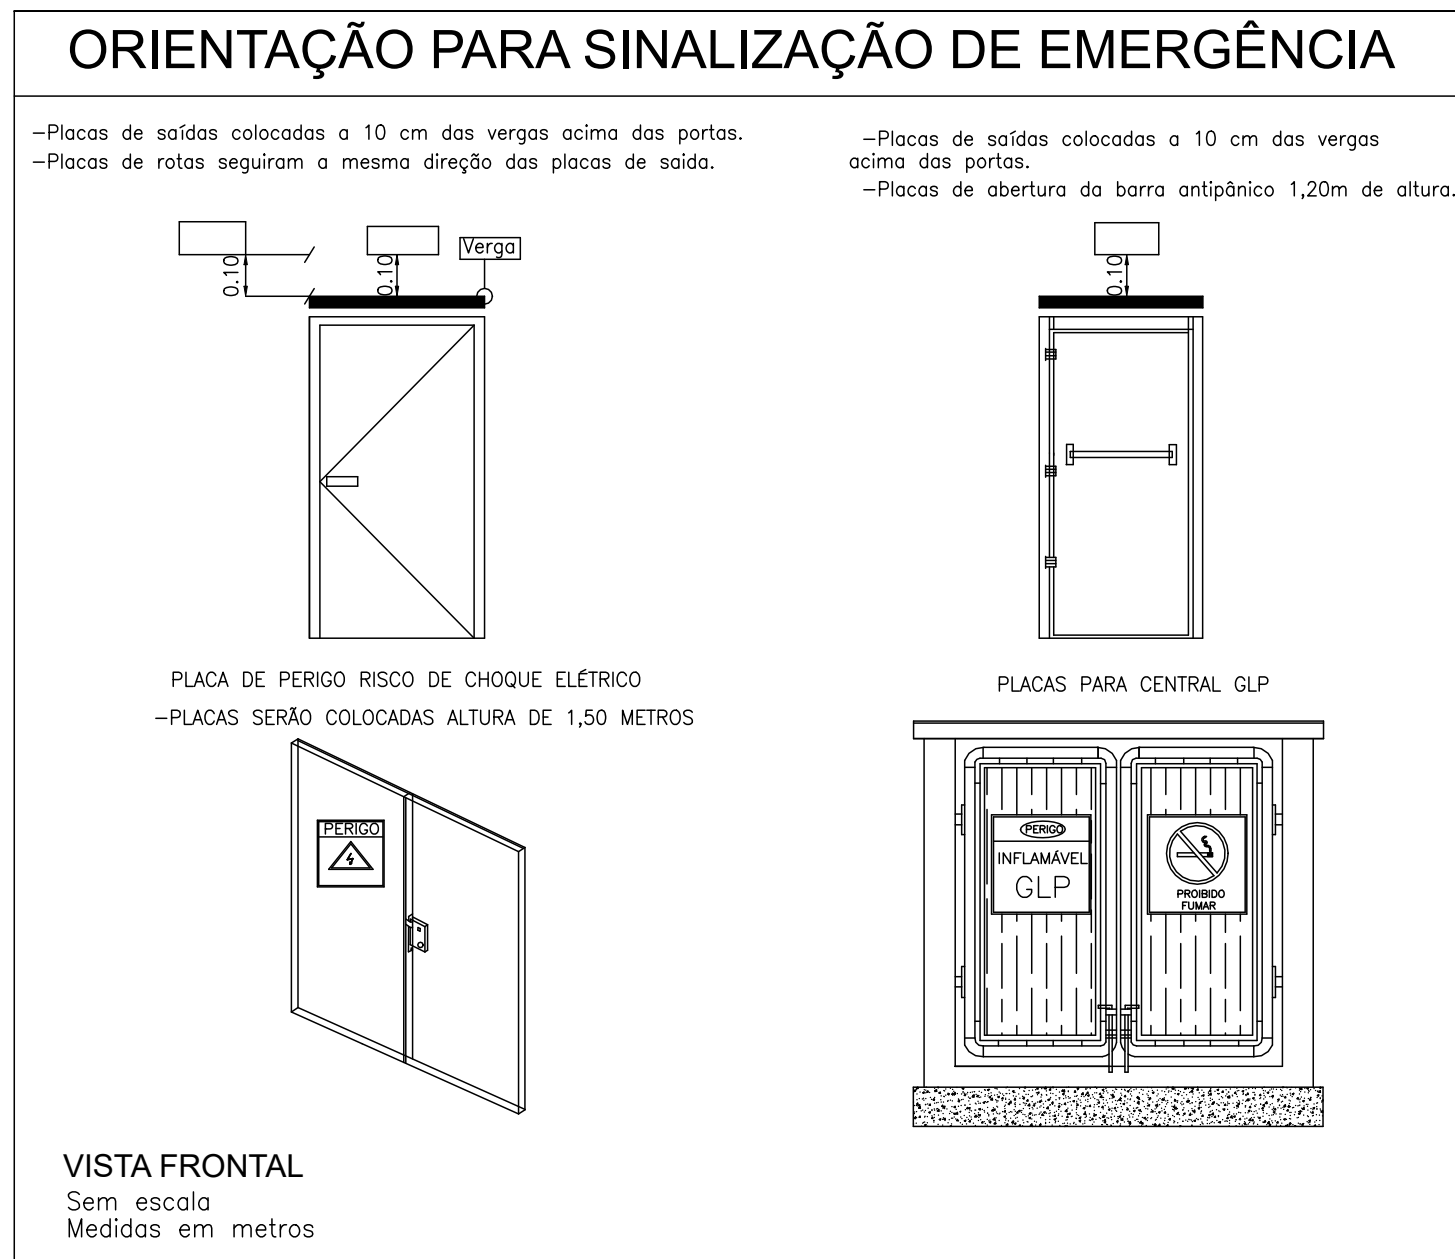 ORIENTAÇÃO PARA SINALIZAÇÃO DE EMERGÊNCIA
-Placas de saídas colocadas a 10 cm das vergas acima das portas.
-Placas de rotas seguiram a mesma direção das placas de saida.
-Placas de saídas colocadas a 10 cm das vergas
acima das portas.
-Placas de abertura da barra antipânico 1,20m de altura.
0.10
0.10
Verga
0.10
PLACA DE PERIGO RISCO DE CHOQUE ELÉTRICO
-PLACAS SERÃO COLOCADAS ALTURA DE 1,50 METROS
PERIGO
PLACAS PARA CENTRAL GLP
PERIGO
INFLAMÁVEL
GLP
PROIBIDO
FUMAR
VISTA FRONTAL
Sem escala
Medidas em metros